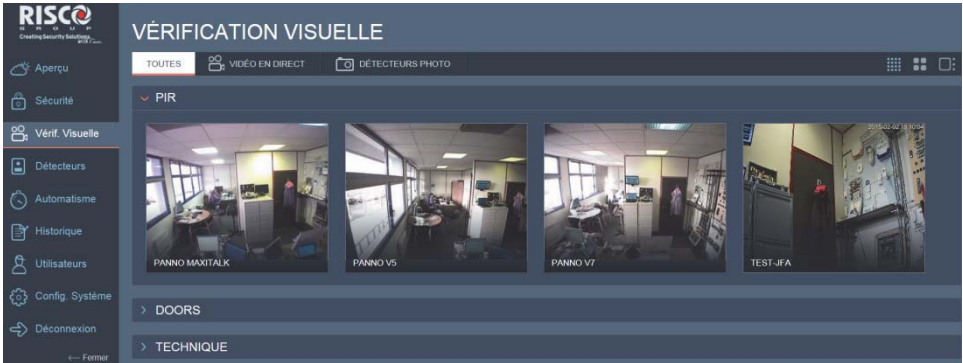 RISCO
GROUP
Creating Security Solutions
VÉRIFICATION VISUELLE
TOUTES
VIDÉO EN DIRECT
DÉTECTEURS PHOTO
Aperçu
Sécurité
Vérif. Visuelle
Détecteurs
Automatisme
Historique
Utilisateurs
Config. Système
Déconnexion
← Fermer
PIR
PANNO MAXITALK
PANNO V5
PANNO V7
TEST-JFA
DOORS
TECHNIQUE